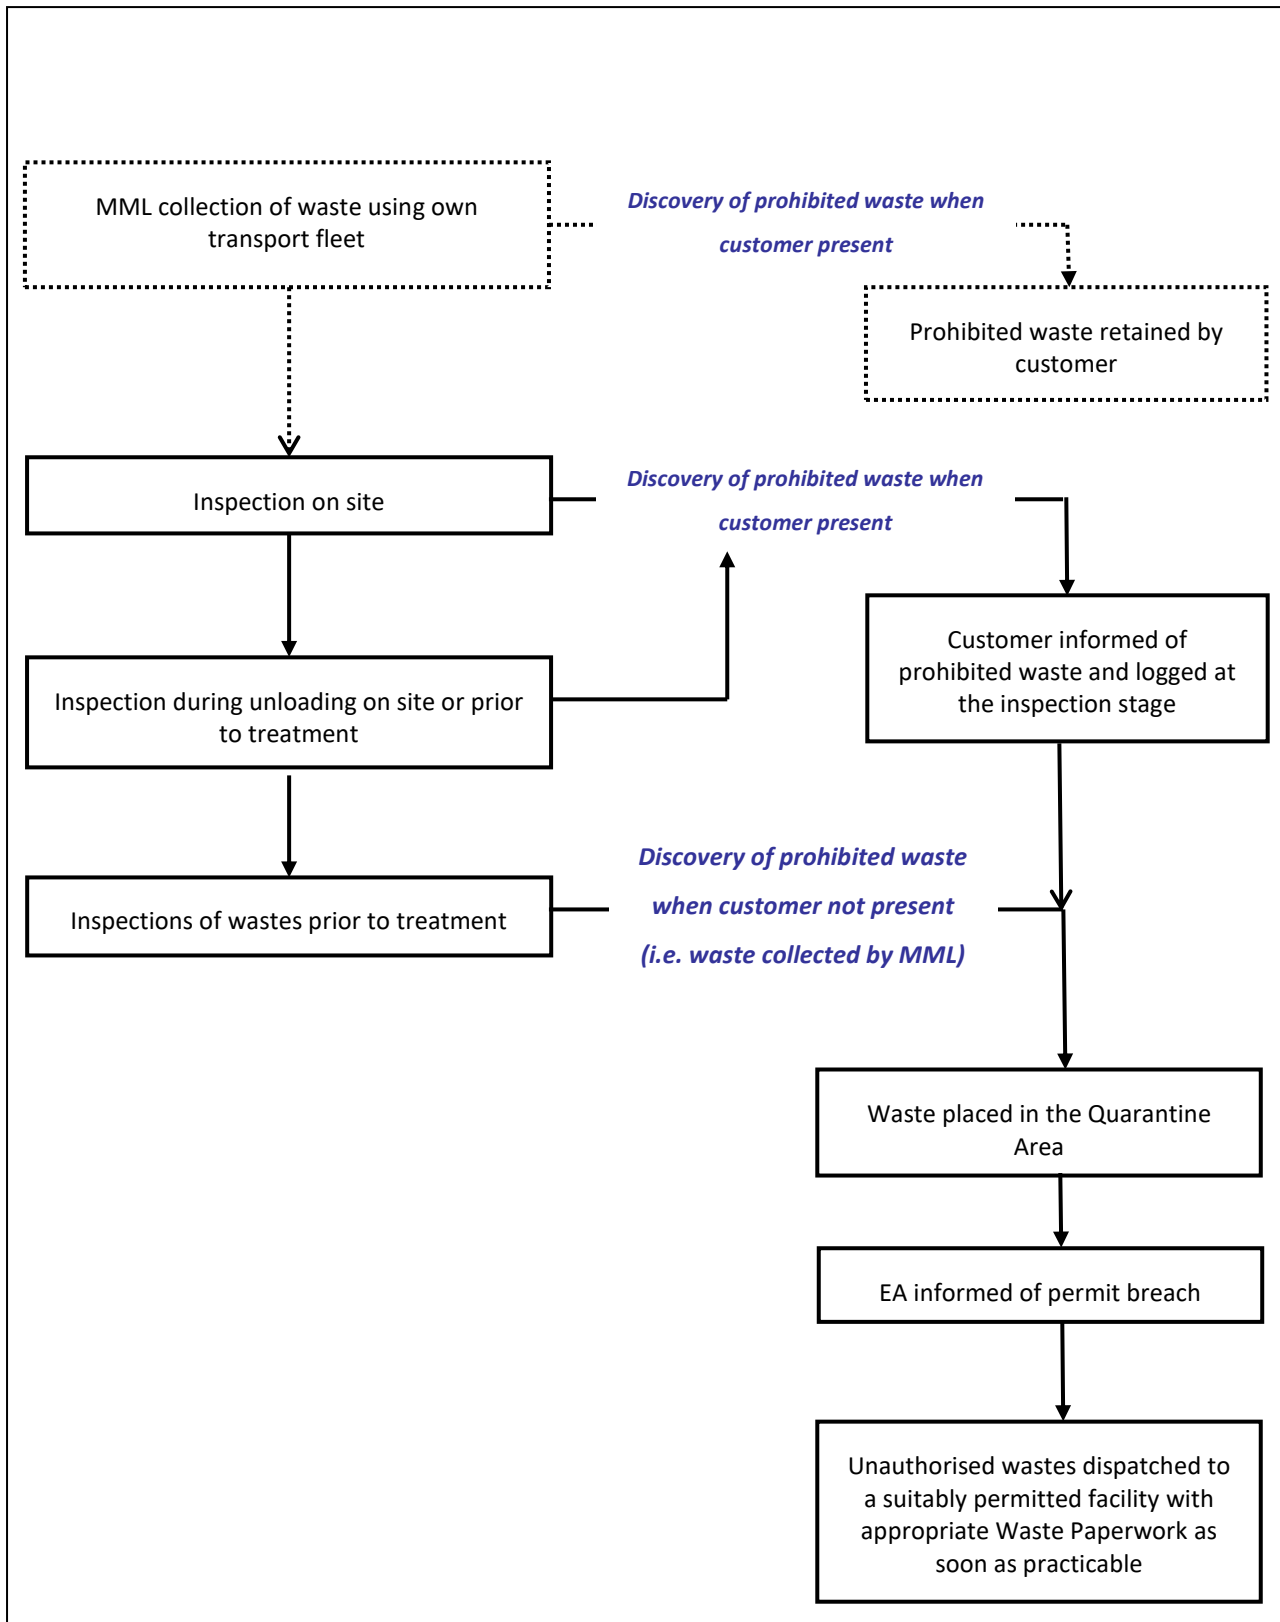 MML collection of waste using own
transport fleet
Discovery of prohibited waste when
customer present
Prohibited waste retained by
customer
Inspection on site
Discovery of prohibited waste when
customer present
Customer informed of
prohibited waste and logged at
the inspection stage
Inspection during unloading on site or prior
to treatment
Discovery of prohibited waste
when customer not present
(i.e. waste collected by MML)
Inspections of wastes prior to treatment
Waste placed in the Quarantine
Area
EA informed of permit breach
Unauthorised wastes dispatched to
a suitably permitted facility with
appropriate Waste Paperwork as
soon as practicable